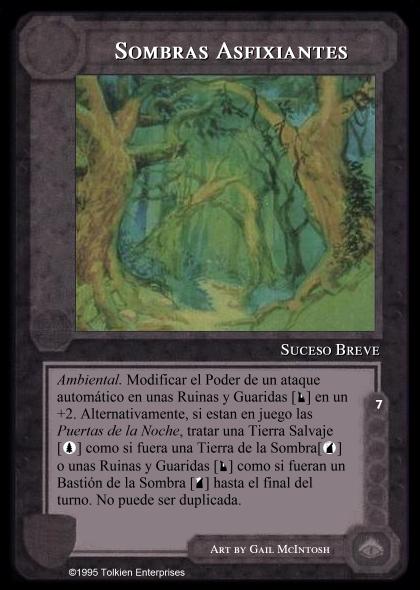 Sombras Asfixiantes
Suceso Breve
Ambiental. Modificar el Poder de un ataque
automático en unas Ruinas y Guaridas [] en un
+2. Alternativamente, si estan en juego las
Puertas de la Noche, tratar una Tierra Salvaje
[] como si fuera una Tierra de la Sombra[]
o unas Ruinas y Guaridas [] como si fueran un
Bastión de la Sombra [] hasta el final del
turno. No puede ser duplicada.
7
Art by Gail McIntosh
©1995 Tolkien Enterprises